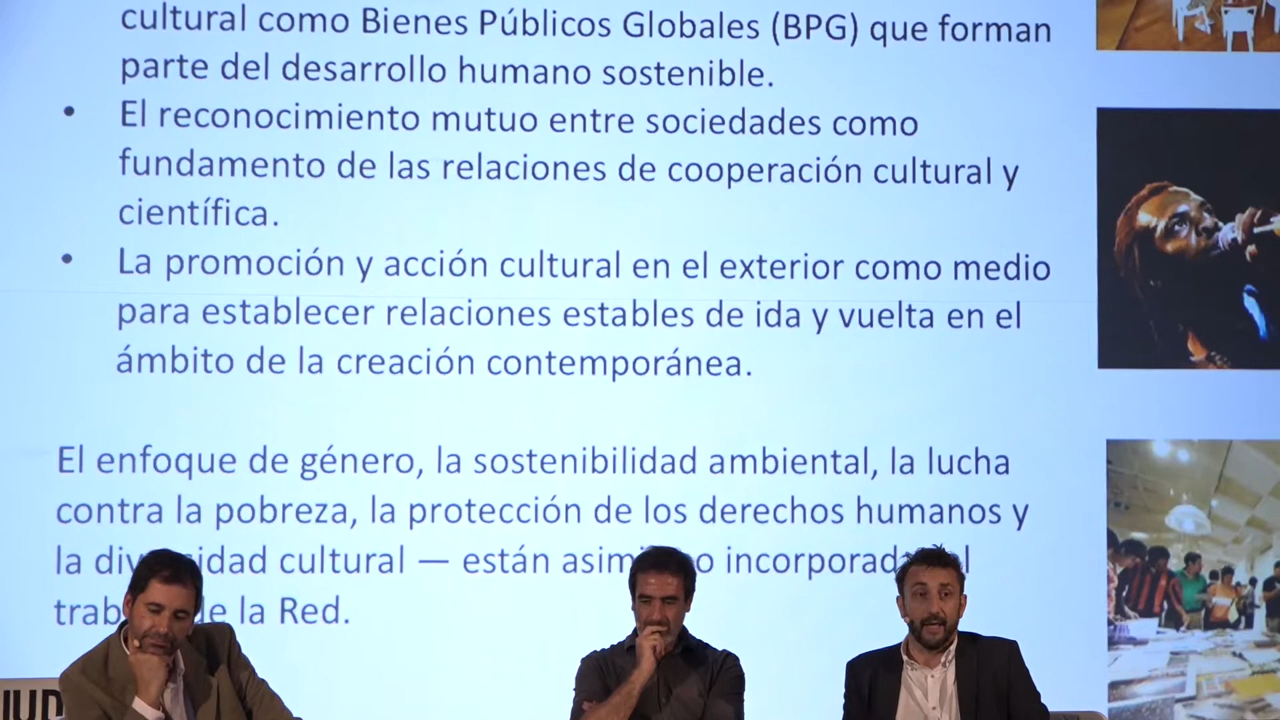 cultural como Bienes Públicos Globales (BPG) que forman
parte del desarrollo humano sostenible.
• El reconocimiento mutuo entre sociedades como
fundamento de las relaciones de cooperación cultural y
científica.
• La promoción y acción cultural en el exterior como medio
para establecer relaciones estables de ida y vuelta en el
ámbito de la creación contemporánea.
El enfoque de género, la sostenibilidad ambiental, la lucha
contra la pobreza, la protección de los derechos humanos y
la cultural — están
de la Red.